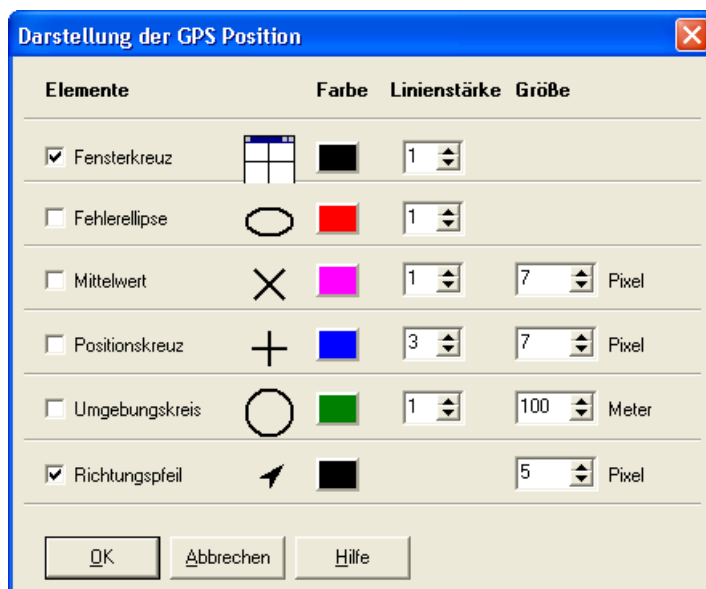 Darstellung der GPS Position
Elemente Farbe Linienstärke Größe
Fensterkreuz 1
Fehlerellipse 1
Mittelwert 1 7 Pixel
Positionskreuz 3 7 Pixel
Umgebungskreis 1 100 Meter
Richtungspfeil 5 Pixel
OK Abbrechen Hilfe